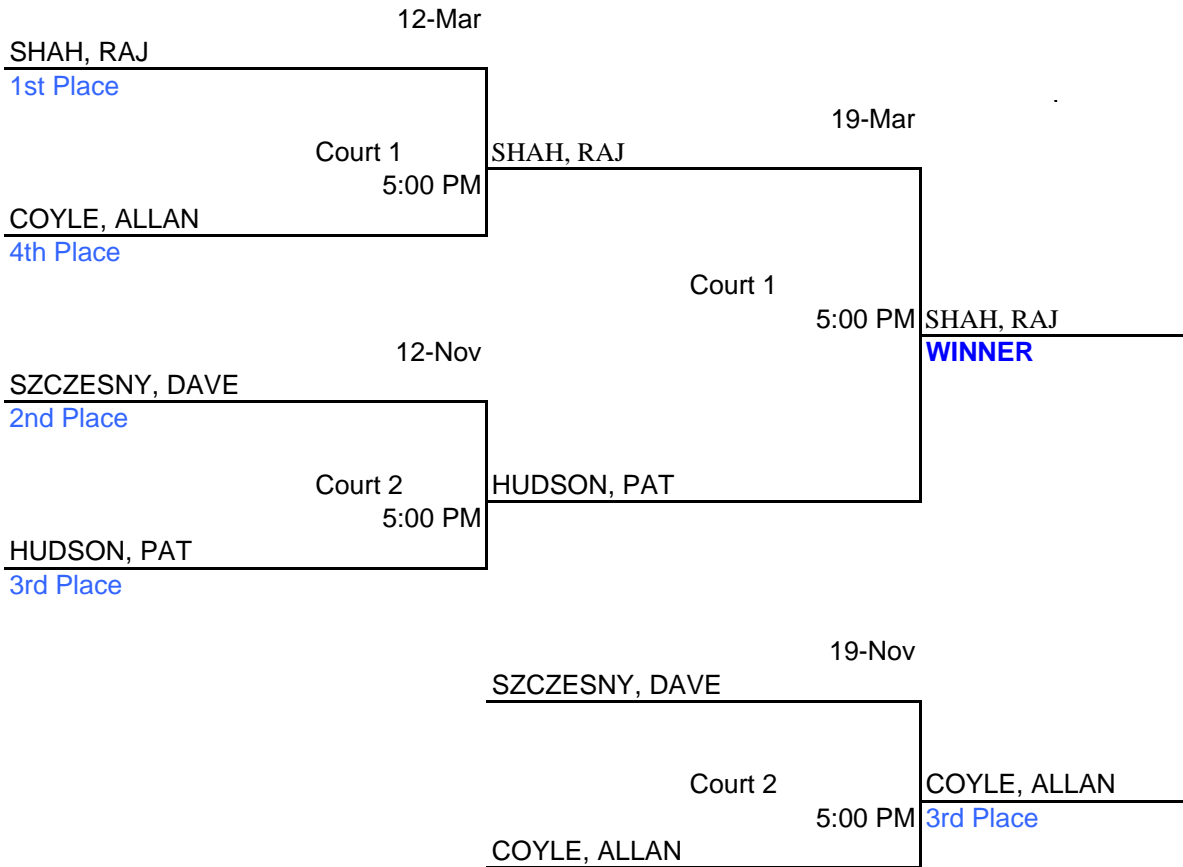 12-Mar
SHAH, RAJ
1st Place
19-Mar
Court 1
SHAH, RAJ
5:00 PM
COYLE, ALLAN
4th Place
Court 1
5:00 PM
SHAH, RAJ
WINNER
12-Nov
SZCZESNY, DAVE
2nd Place
Court 2
HUDSON, PAT
5:00 PM
HUDSON, PAT
3rd Place
19-Nov
SZCZESNY, DAVE
Court 2
COYLE, ALLAN
5:00 PM
3rd Place
COYLE, ALLAN